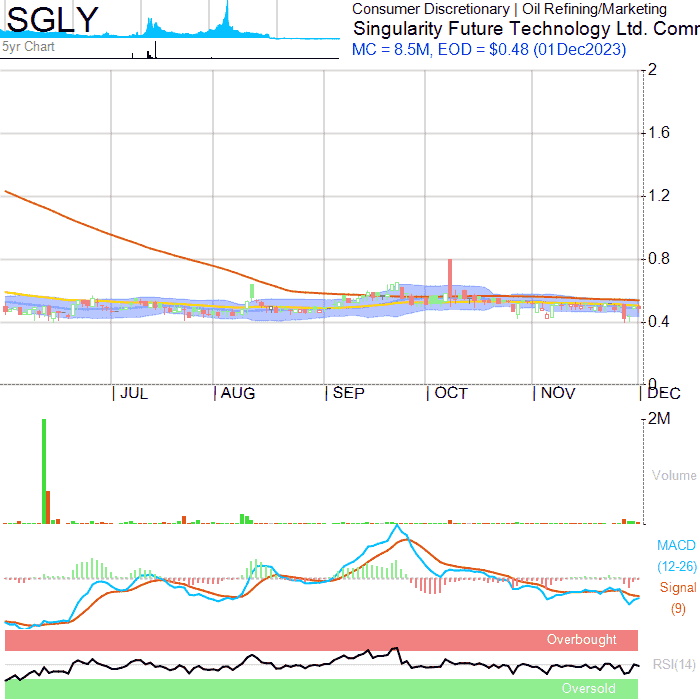 SGLY
5yr Chart
Consumer Discretionary | Oil Refining/Marketing
Singularity Future Technology Ltd. Comm
MC = 8.5M, EOD = $0.48 (01Dec2023)
2
1.6
1.2
0.8
0.4
0
JUL AUG SEP OCT NOV DEC
2M
Volume
MACD
(12-26)
Signal
(9)
Overbought
RSI(14)
Oversold